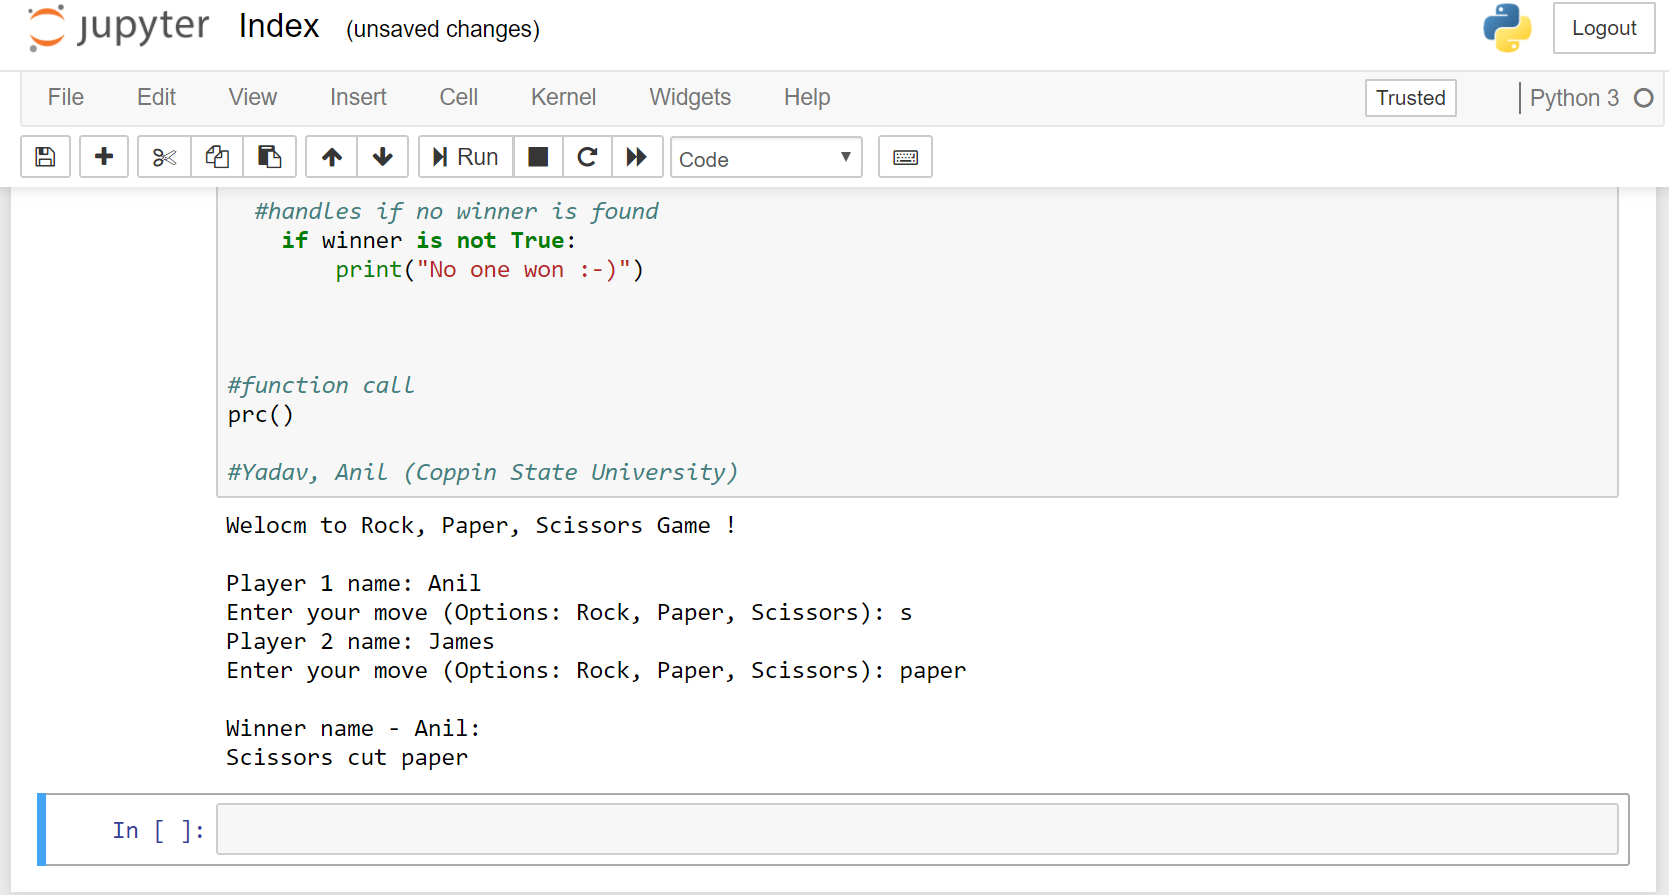 jupyter Index (unsaved changes) Logout
File Edit View Insert Cell Kernel Widgets Help Trusted Python 3
Run Code
#handles if no winner is found
if winner is not True:
print("No one won :-)")
#function call
prc()
#Yadav, Anil (Coppin State University)
Welocm to Rock, Paper, Scissors Game !
Player 1 name: Anil
Enter your move (Options: Rock, Paper, Scissors): s
Player 2 name: James
Enter your move (Options: Rock, Paper, Scissors): paper
Winner name - Anil:
Scissors cut paper
In [ ]: